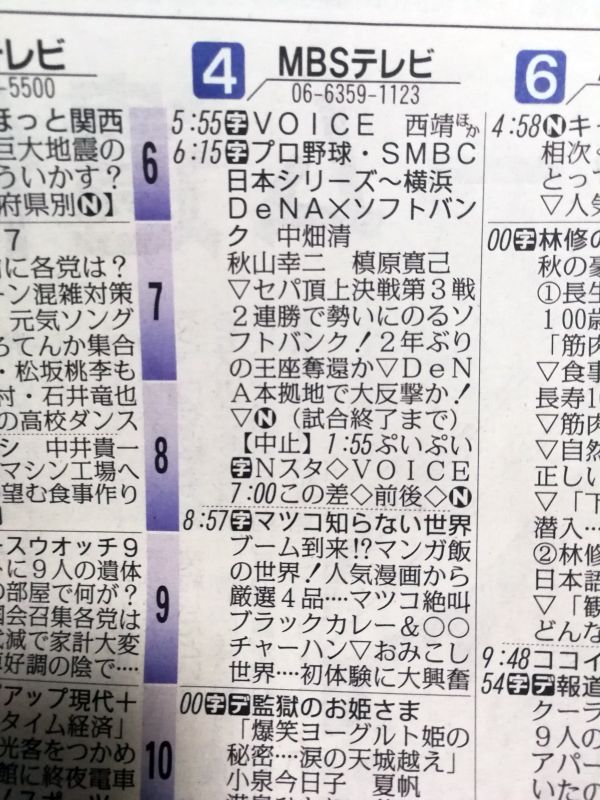 テレビ
-5500
ほっと関西
巨大地震の
ういかす？
府県別Ⓝ】
7
に各党は？
ーン混雑対策
元気ソング
ろてんか集合
・松坂桃李も
村・石井竜也
の高校ダンス
シ 中井貴一
マシン工場へ
望む食事作り
ースウオッチ９
トに９人の遺体
の部屋で何が？
国会召集各党は
減で家計大変
好調の陰で‥‥
アップ現代＋
タイム経済」
光客をつかめ
館に終夜電車
6
7
8
9
10
4 MBSテレビ
06-6359-1123
5:55字ＶＯＩＣＥ 西靖ほか
6:15字プロ野球・ＳＭＢＣ
日本シリーズ～横浜
ＤｅＮＡ×ソフトバン
ク 中畑清
秋山幸二 槙原寛己
▽セパ頂上決戦第３戦
２連勝で勢いにのるソ
フトバンク！２年ぶり
の王座奪還か▽ＤｅＮ
Ａ本拠地で大反撃か！
▽Ⓝ（試合終了まで）
【中止】1:55ぷいぷい
字Ｎスタ◇ＶＯＩＣＥ
7:00この差◇前後◇Ⓝ
8:57字マツコ知らない世界
ブーム到来!?マンガ飯
の世界！人気漫画から
厳選４品‥‥マツコ絶叫
ブラックカレー＆○○
チャーハン▽おみこし
世界‥‥初体験に大興奮
00字デ監獄のお姫さま
「爆笑ヨーグルト姫の
秘密‥‥涙の天城越え」
小泉今日子 夏帆
6
4:58Ⓝキャ
相次ぐ
とって
▽人気
00字林修の
秋の豪
①長生
１００歳
「筋肉
▽食事
長寿１０
▽筋肉
▽自然
正しい
▽「下
潜入‥‥
②林修
日本語
▽「観
どんな
9:48ココイ
54字デ報道
クーラ
９人の
アパー
いたの